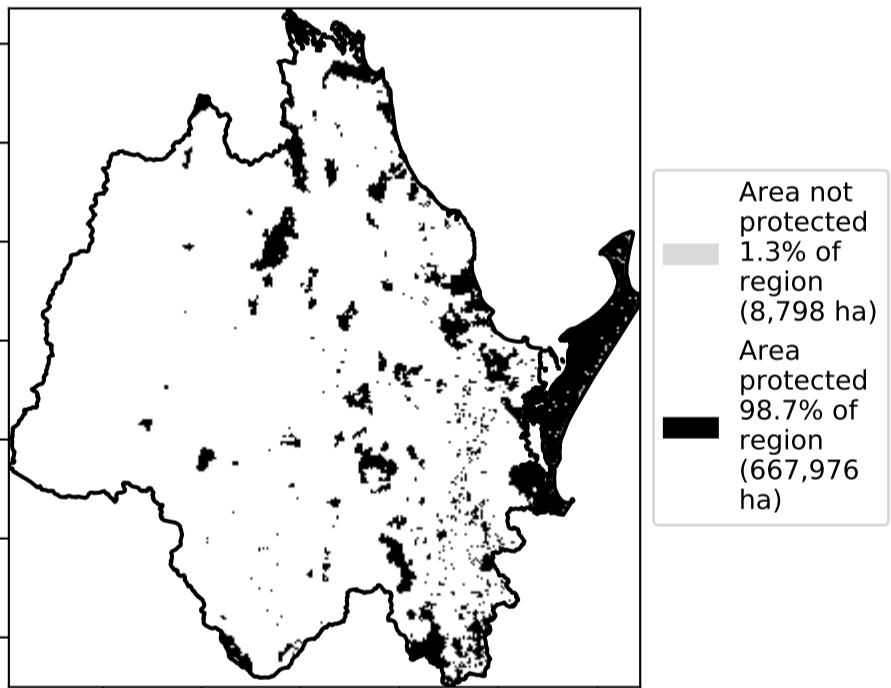 Area not
protected
1.3% of
region
(8,798 ha)
Area
protected
98.7% of
region
(667,976
ha)